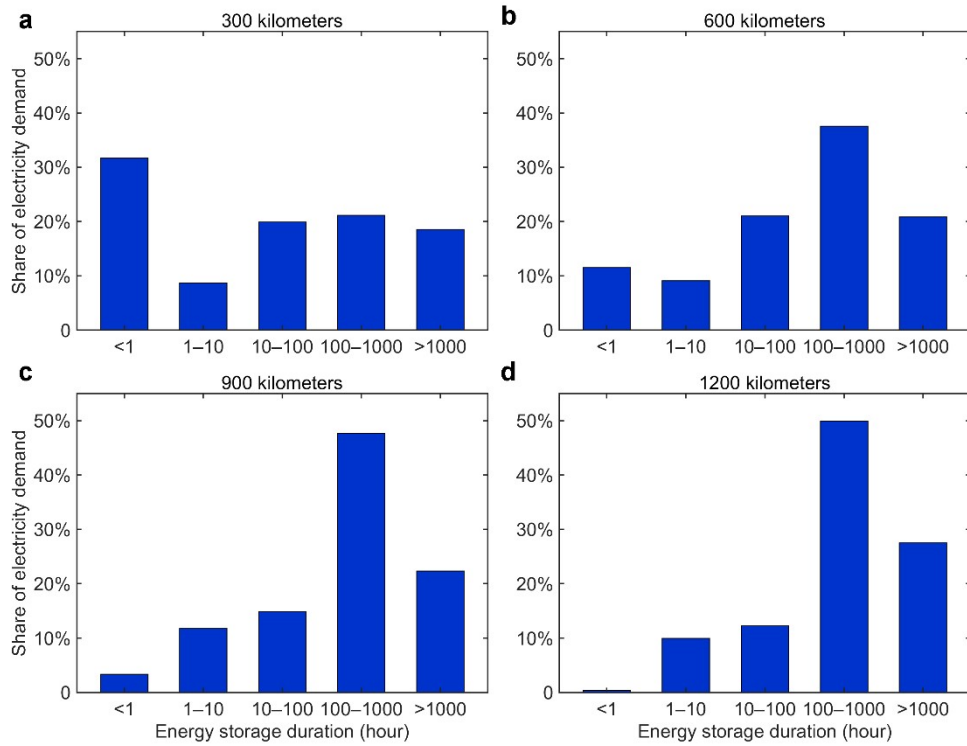 a
300 kilometers
50%
40%
30%
20%
10%
0
Share of electricity demand
<1 1–10 10–100 100–1000 >1000
b
600 kilometers
50%
40%
30%
20%
10%
0
<1 1–10 10–100 100–1000 >1000
c
900 kilometers
50%
40%
30%
20%
10%
0
Share of electricity demand
<1 1–10 10–100 100–1000 >1000
Energy storage duration (hour)
d
1200 kilometers
50%
40%
30%
20%
10%
0
<1 1–10 10–100 100–1000 >1000
Energy storage duration (hour)